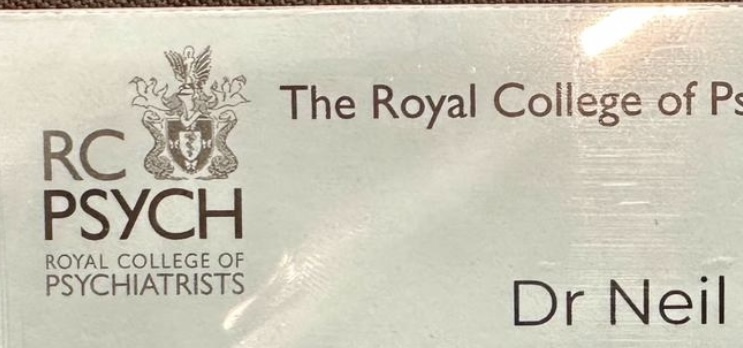 RC
PSYCH
ROYAL COLLEGE OF
PSYCHIATRISTS
The Royal College of Ps
Dr Neil